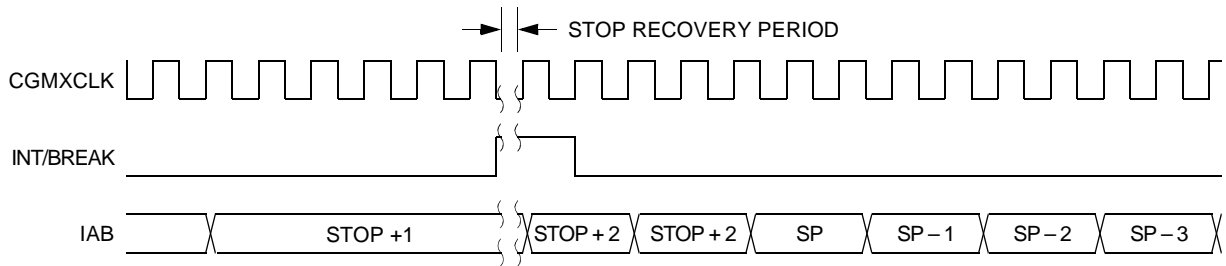 STOP RECOVERY PERIOD
CGMXCLK
INT/BREAK
IAB STOP +1 STOP + 2 STOP + 2 SP SP – 1 SP – 2 SP – 3